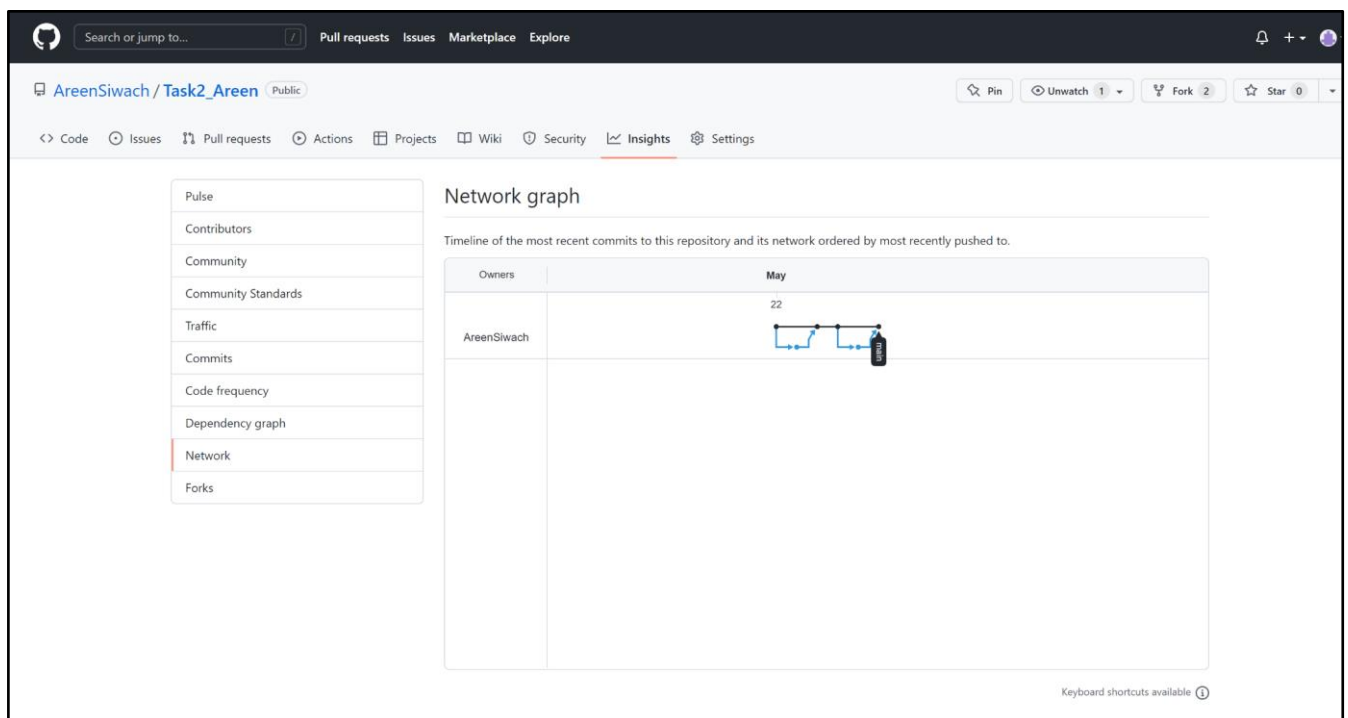 Search or jump to... / Pull requests Issues Marketplace Explore
AreenSiwach / Task2_Areen Public
Pin Unwatch 1 Fork 2 Star 0
Code Issues Pull requests Actions Projects Wiki Security Insights Settings
Pulse
Contributors
Community
Community Standards
Traffic
Commits
Code frequency
Dependency graph
Network
Forks
Network graph
Timeline of the most recent commits to this repository and its network ordered by most recently pushed to.
Owners May
22
AreenSiwach
main
Keyboard shortcuts available